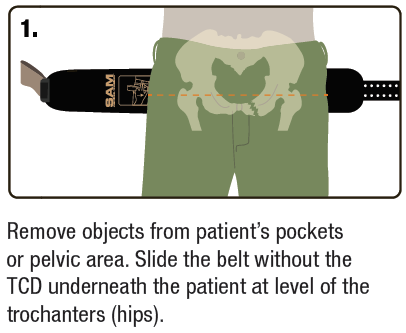 1.
SAM
Remove objects from patient's pockets
or pelvic area. Slide the belt without the
TCD underneath the patient at level of the
trochanters (hips).